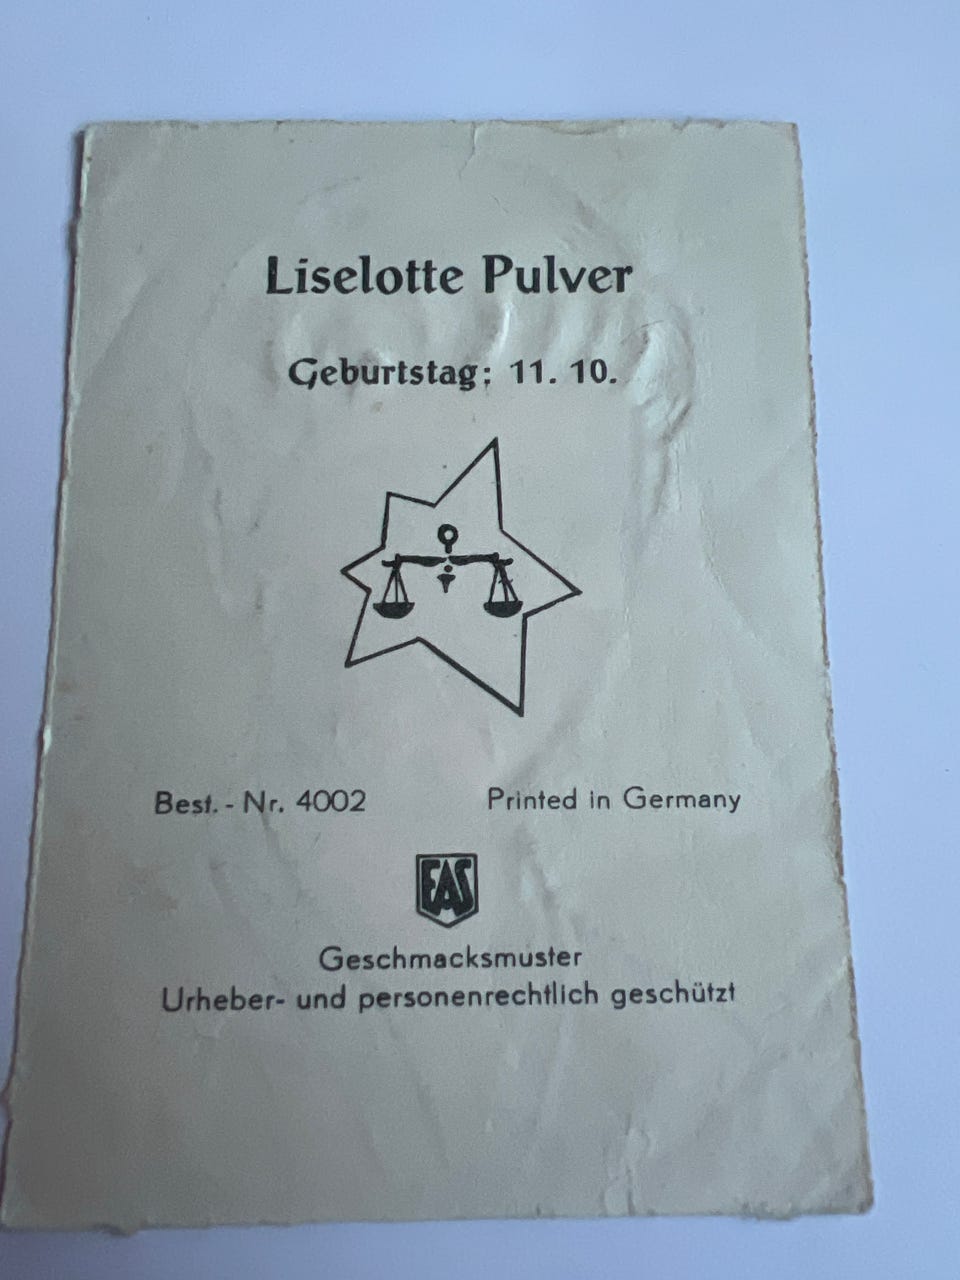 Liselotte Pulver
Geburtstag: 11. 10.
Best. - Nr. 4002
Printed in Germany
EAS
Geschmacksmuster
Urheber- und personenrechtlich geschützt